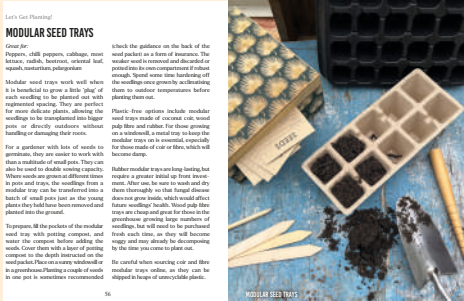 Let's Get Planting!
MODULAR SEED TRAYS
Great for:
Peppers, chilli peppers, cabbage, most
lettuce, radish, beetroot, oriental leaf,
squash, nasturtium, pelargonium
Modular seed trays work well when
it is beneficial to grow a little 'plug' of
each seedling to be planted out with
regimented spacing. They are perfect
for more delicate plants, allowing the
seedlings to be transplanted into bigger
pots or directly outdoors without
handling or damaging their roots.
For a gardener with lots of seeds to
germinate, they are easier to work with
than a multitude of small pots. They can
also be used to double sowing capacity.
Where seeds are grown at different times
in pots and trays, the seedlings from a
modular tray can be transferred into a
batch of small pots just as the young
plants they held have been removed and
planted into the ground.
To prepare, fill the pockets of the modular
seed tray with potting compost, and
water the compost before adding the
seeds. Cover them with a layer of potting
compost to the depth instructed on the
seed packet. Place on a sunny windowsill or
in a greenhouse. Planting a couple of seeds
in one pot is sometimes recommended
(check the guidance on the back of the
seed packet) as a form of insurance. The
weaker seed is removed and discarded or
potted into its own compartment if robust
enough. Spend some time hardening off
the seedlings once grown by acclimatising
them to outdoor temperatures before
planting them out.
Plastic-free options include modular
seed trays made of coconut coir, wood
pulp fibre and rubber. For those growing
on a windowsill, a metal tray to keep the
modular trays on is essential, especially
for those made of coir or fibre, which will
become damp.
Rubber modular trays are long-lasting, but
require a greater initial up front invest-
ment. After use, be sure to wash and dry
them thoroughly so that fungal disease
does not grow inside, which would affect
future seedlings' health. Wood pulp fibre
trays are cheap and great for those in the
greenhouse growing large numbers of
seedlings, but will need to be purchased
fresh each time, as they will become
soggy and may already be decomposing
by the time you come to plant out.
Be careful when sourcing coir and fibre
modular trays online, as they can be
shipped in heaps of unrecyclable plastic.
56
SEEDS
MODULAR SEED TRAYS